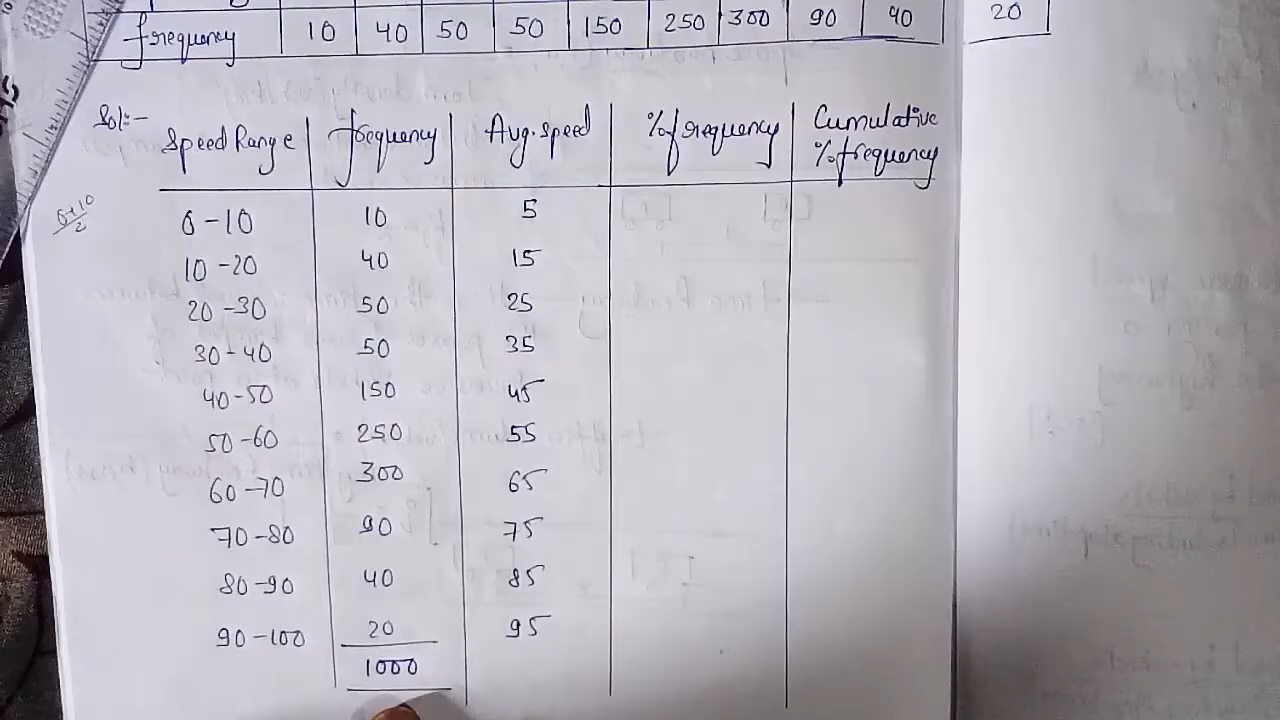 frequency 10 40 50 50 150 250 300 90 40 20
Sol:-
Speed Range frequency Avg. speed % frequency Cumulative % frequency
0+10/2
0-10 10 5
10-20 40 15
20-30 50 25
30-40 50 35
40-50 150 45
50-60 250 55
60-70 300 65
70-80 90 75
80-90 40 85
90-100 20 95
1000